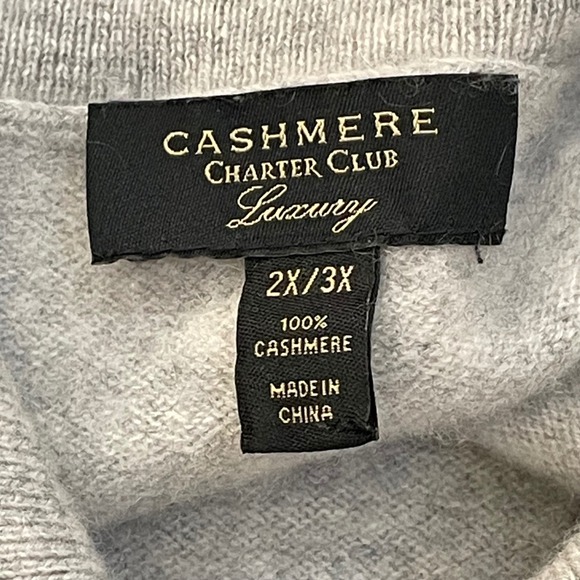 CASHMERE
CHARTER CLUB
Luxury
2X/3X
100%
CASHMERE
MADE IN
CHINA